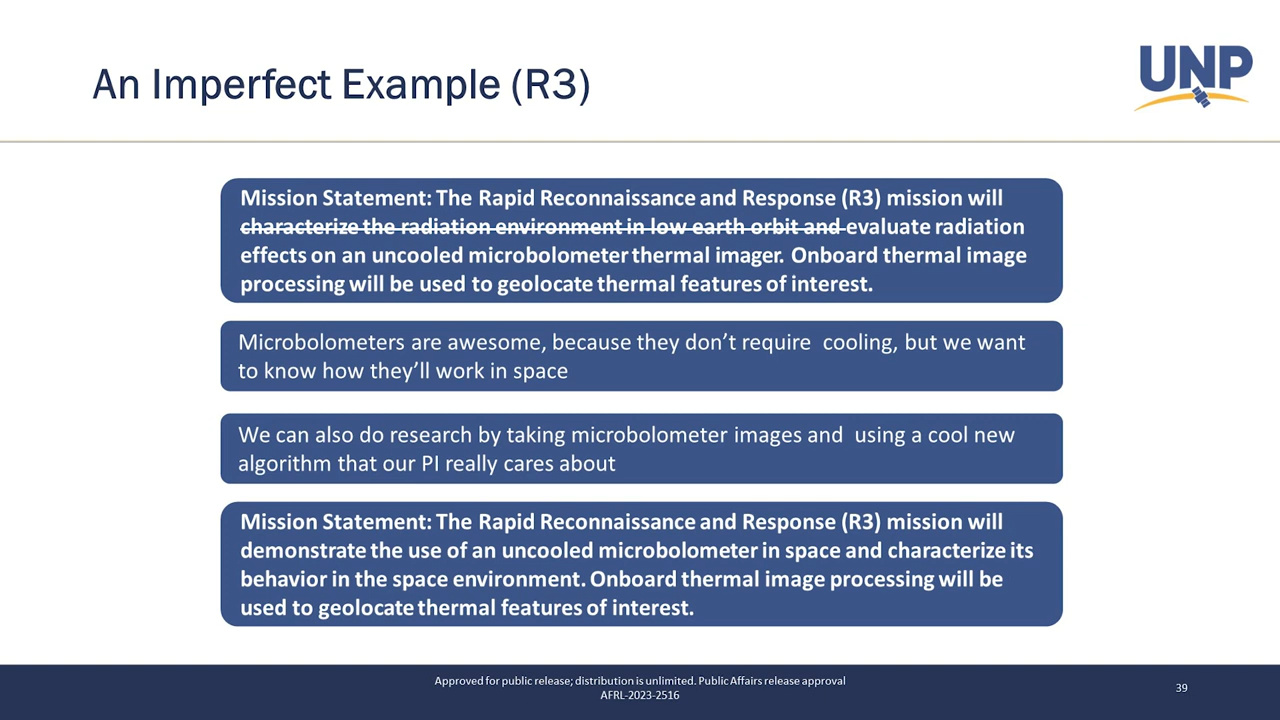 An Imperfect Example (R3)
UNP
Mission Statement: The Rapid Reconnaissance and Response (R3) mission will
characterize the radiation environment in low earth orbit and evaluate radiation
effects on an uncooled microbolometer thermal imager. Onboard thermal image
processing will be used to geolocate thermal features of interest.
Microbolometers are awesome, because they don’t require cooling, but we want
to know how they’ll work in space
We can also do research by taking microbolometer images and using a cool new
algorithm that our PI really cares about
Mission Statement: The Rapid Reconnaissance and Response (R3) mission will
demonstrate the use of an uncooled microbolometer in space and characterize its
behavior in the space environment. Onboard thermal image processing will be
used to geolocate thermal features of interest.
Approved for public release; distribution is unlimited. Public Affairs release approval
AFRL-2023-2516
39